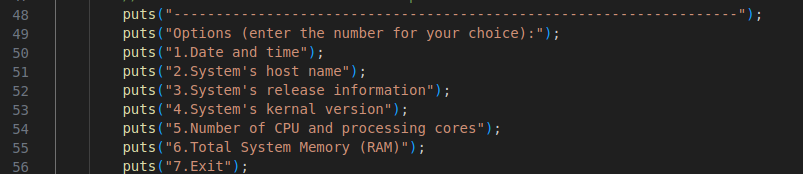 48 puts("--------------------------------------------------------------------");
49 puts("Options (enter the number for your choice):");
50 puts("1.Date and time");
51 puts("2.System's host name");
52 puts("3.System's release information");
53 puts("4.System's kernal version");
54 puts("5.Number of CPU and processing cores");
55 puts("6.Total System Memory (RAM)");
56 puts("7.Exit");